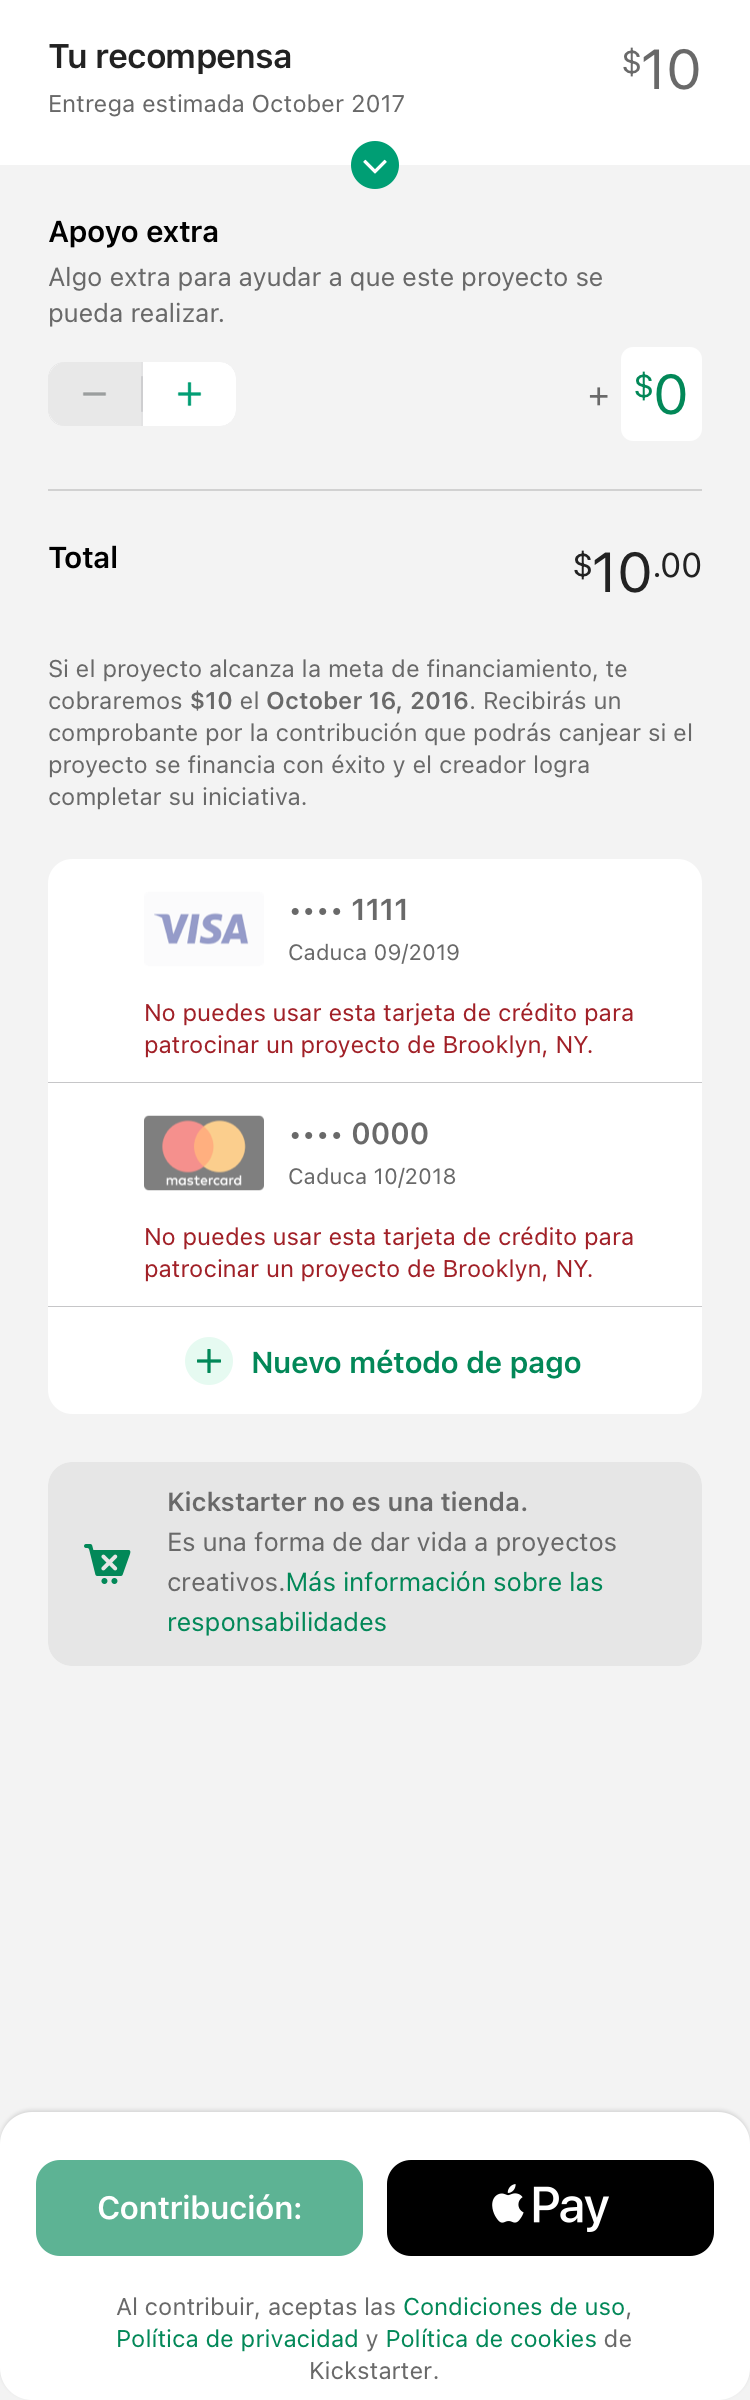 Tu recompensa
$10
Entrega estimada October 2017
Apoyo extra
Algo extra para ayudar a que este proyecto se
pueda realizar.
− + + $0
Total
$10.00
Si el proyecto alcanza la meta de financiamiento, te
cobraremos $10 el October 16, 2016. Recibirás un
comprobante por la contribución que podrás canjear si el
proyecto se financia con éxito y el creador logra
completar su iniciativa.
VISA
•••• 1111
Caduca 09/2019
No puedes usar esta tarjeta de crédito para
patrocinar un proyecto de Brooklyn, NY.
mastercard
•••• 0000
Caduca 10/2018
No puedes usar esta tarjeta de crédito para
patrocinar un proyecto de Brooklyn, NY.
+ Nuevo método de pago
Kickstarter no es una tienda.
Es una forma de dar vida a proyectos
creativos.Más información sobre las
responsabilidades
Contribución:
Pay
Al contribuir, aceptas las Condiciones de uso,
Política de privacidad y Política de cookies de
Kickstarter.